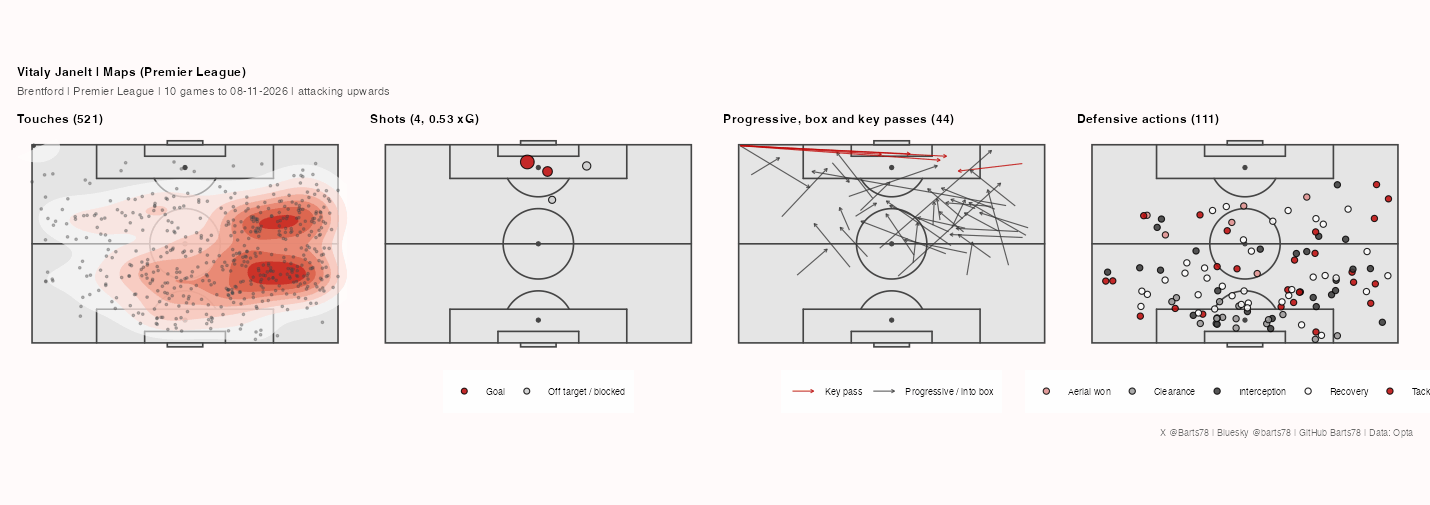 Vitaly Janelt | Maps (Premier League)
Brentford | Premier League | 10 games to 08-11-2026 | attacking upwards
Touches (521)
Shots (4, 0.53 xG)
Progressive, box and key passes (44)
Defensive actions (111)
Goal
Off target / blocked
Key pass
Progressive / into box
Aerial won
Clearance
Interception
Recovery
Tack
X @Barts78 | Bluesky @barts78 | GitHub Barts78 | Data: Opta